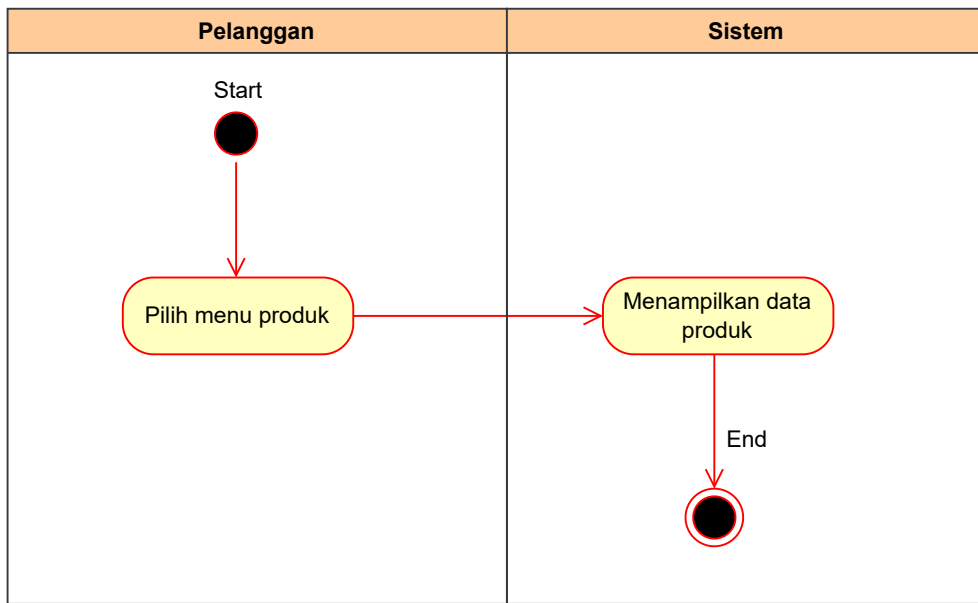 Pelanggan
Sistem
Start
Pilih menu produk
Menampilkan data
produk
End